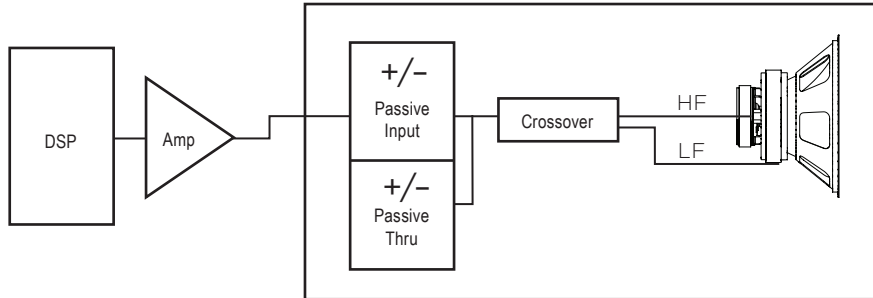 DSP
Amp
+/–
Passive
Input
+/–
Passive
Thru
Crossover
HF
LF